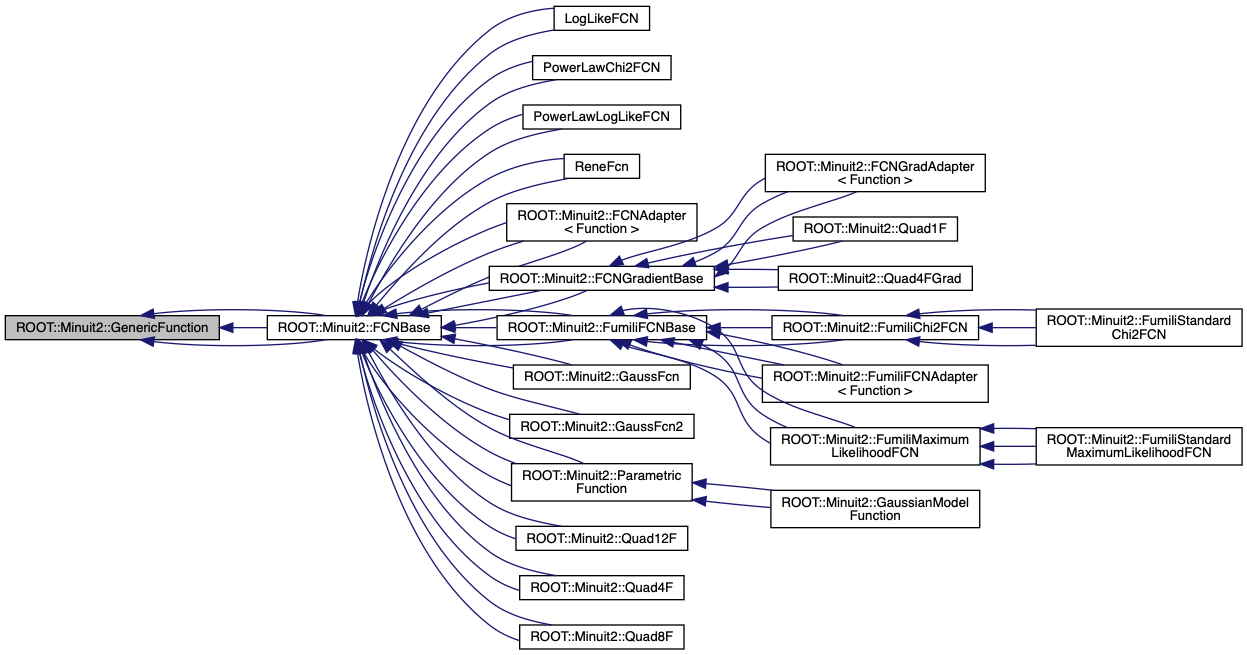 LogLikeFCN
PowerLawChi2FCN
PowerLawLogLikeFCN
ReneFcn
ROOT::Minuit2::FCNAdapter
< Function >
ROOT::Minuit2::FCNGradAdapter
< Function >
ROOT::Minuit2::Quad1F
ROOT::Minuit2::FCNGradientBase
ROOT::Minuit2::Quad4FGrad
ROOT::Minuit2::GenericFunction
ROOT::Minuit2::FCNBase
ROOT::Minuit2::FumiliFCNBase
ROOT::Minuit2::FumiliChi2FCN
ROOT::Minuit2::FumiliStandard
Chi2FCN
ROOT::Minuit2::GaussFcn
ROOT::Minuit2::FumiliFCNAdapter
< Function >
ROOT::Minuit2::GaussFcn2
ROOT::Minuit2::FumiliMaximum
LikelihoodFCN
ROOT::Minuit2::FumiliStandard
MaximumLikelihoodFCN
ROOT::Minuit2::Parametric
Function
ROOT::Minuit2::GaussianModel
Function
ROOT::Minuit2::Quad12F
ROOT::Minuit2::Quad4F
ROOT::Minuit2::Quad8F